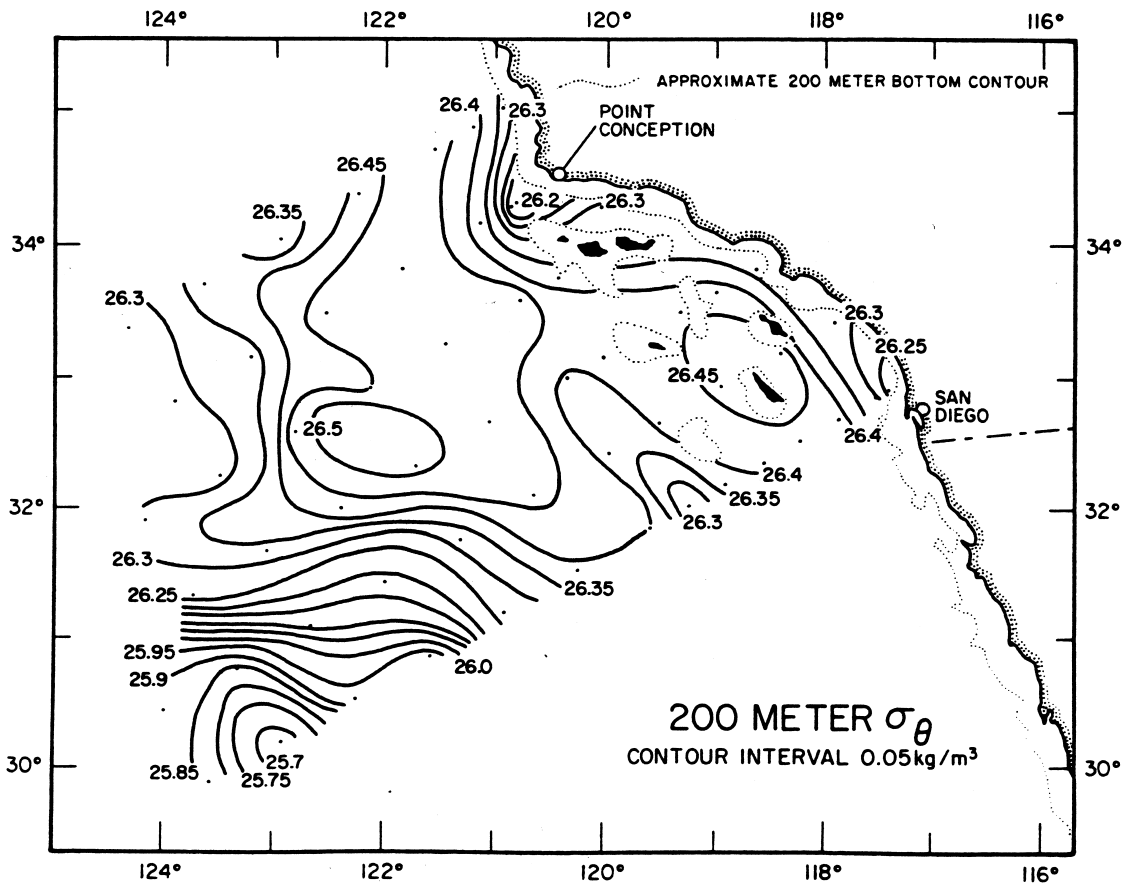 124° 122° 120° 118° 116°
APPROXIMATE 200 METER BOTTOM CONTOUR
26.4 26.3
POINT
CONCEPTION
26.45
26.2 26.3
26.35
34° 34°
26.3
26.3
26.25
26.45
SAN
DIEGO
26.5
26.4
26.4
26.35
26.3
32° 32°
26.3
26.35
26.25
25.95
26.0
25.9
200 METER σθ
CONTOUR INTERVAL 0.05kg/m³
25.7
25.85 25.75
30° 30°
124° 122° 120° 118° 116°